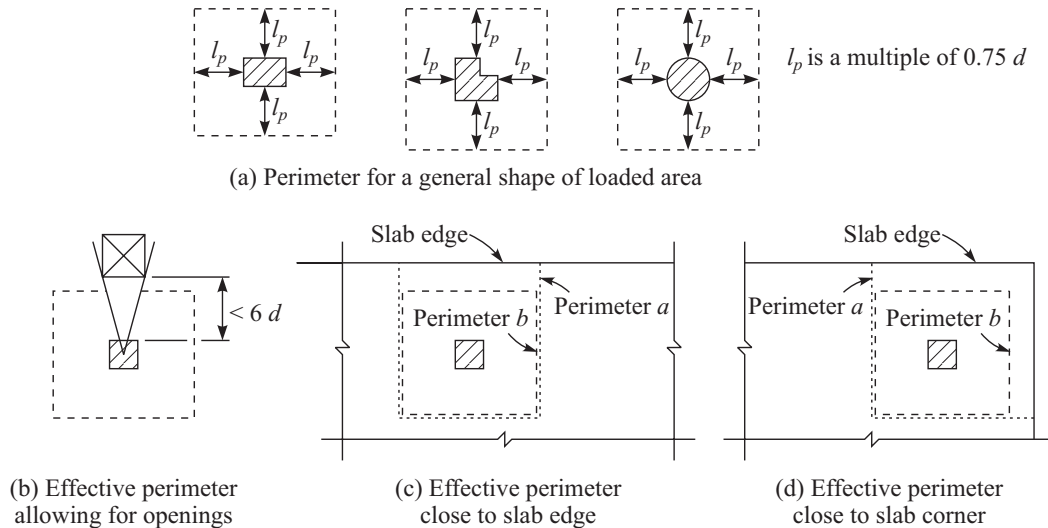 l_p
l_p l_p
l_p
l_p
l_p l_p
l_p
l_p
l_p l_p
l_p
l_p is a multiple of 0.75 d
(a) Perimeter for a general shape of loaded area
< 6 d
(b) Effective perimeter
allowing for openings
Slab edge
Perimeter a
Perimeter b
(c) Effective perimeter
close to slab edge
Slab edge
Perimeter a
Perimeter b
(d) Effective perimeter
close to slab corner